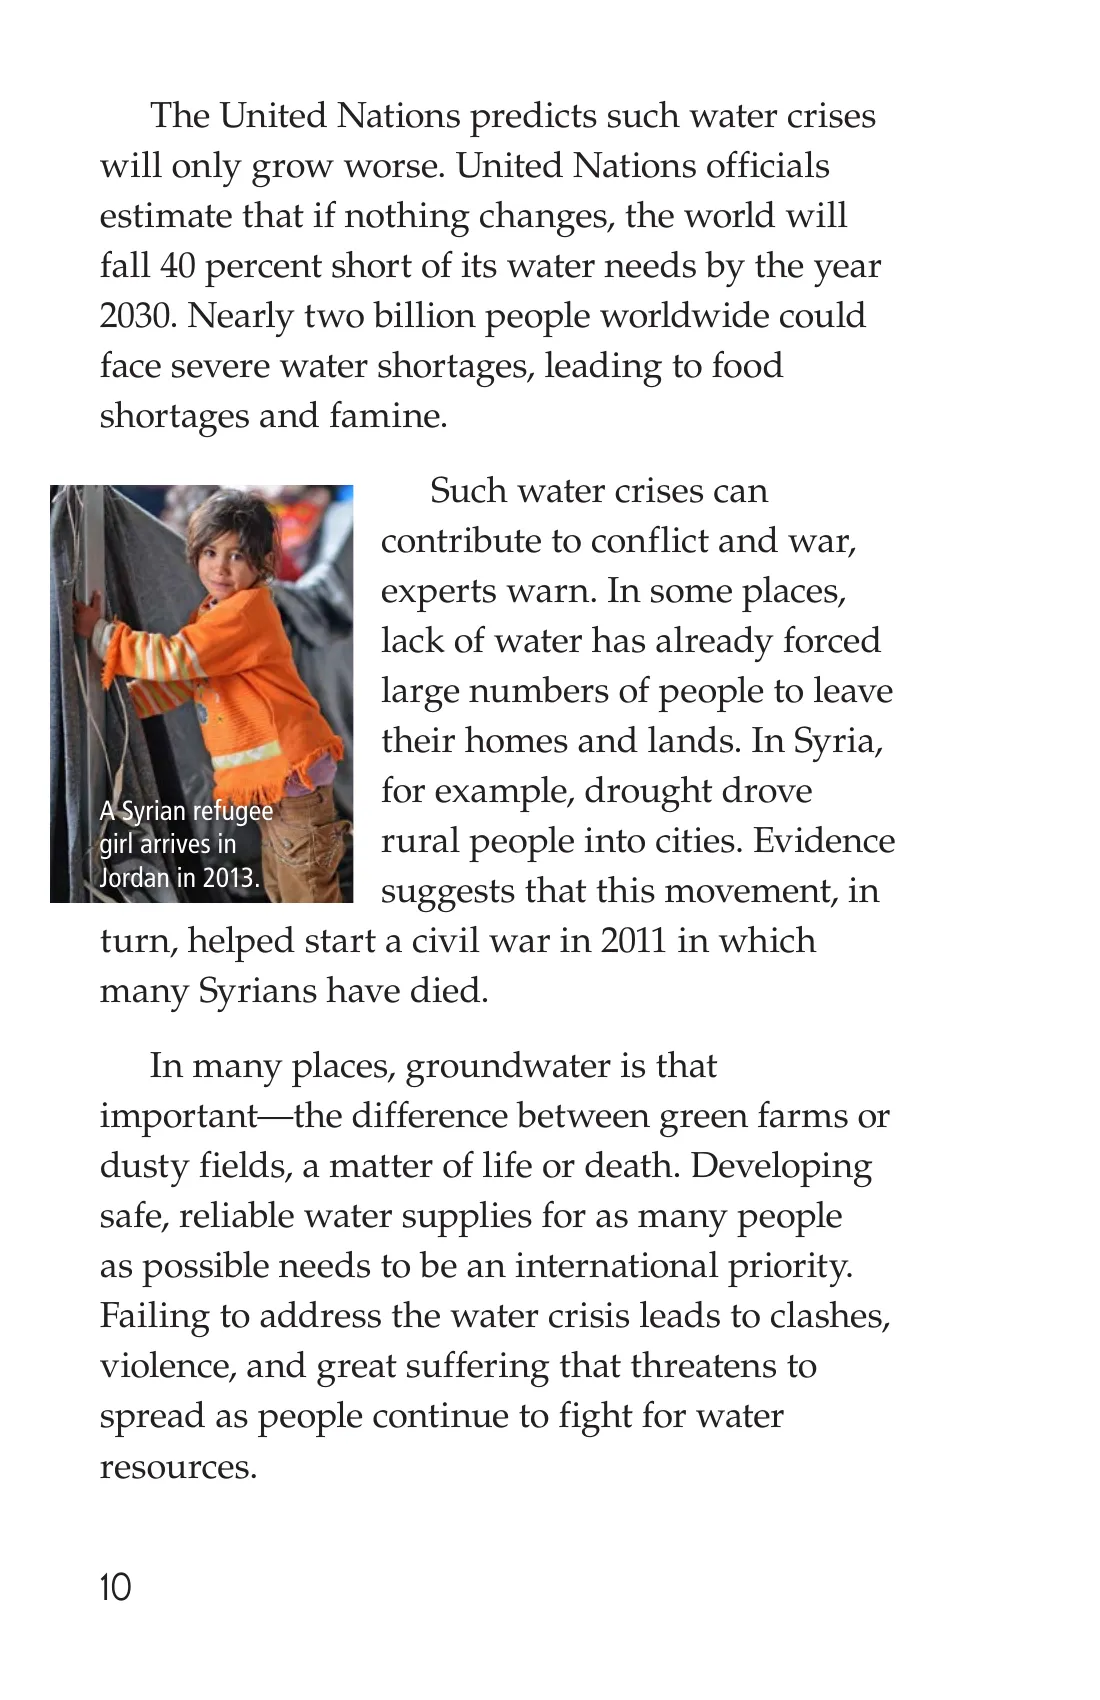 The United Nations predicts such water crises
will only grow worse. United Nations officials
estimate that if nothing changes, the world will
fall 40 percent short of its water needs by the year
2030. Nearly two billion people worldwide could
face severe water shortages, leading to food
shortages and famine.
Such water crises can
contribute to conflict and war,
experts warn. In some places,
lack of water has already forced
large numbers of people to leave
their homes and lands. In Syria,
for example, drought drove
rural people into cities. Evidence
suggests that this movement, in
turn, helped start a civil war in 2011 in which
many Syrians have died.
A Syrian refugee
girl arrives in
Jordan in 2013.
In many places, groundwater is that
important—the difference between green farms or
dusty fields, a matter of life or death. Developing
safe, reliable water supplies for as many people
as possible needs to be an international priority.
Failing to address the water crisis leads to clashes,
violence, and great suffering that threatens to
spread as people continue to fight for water
resources.
10